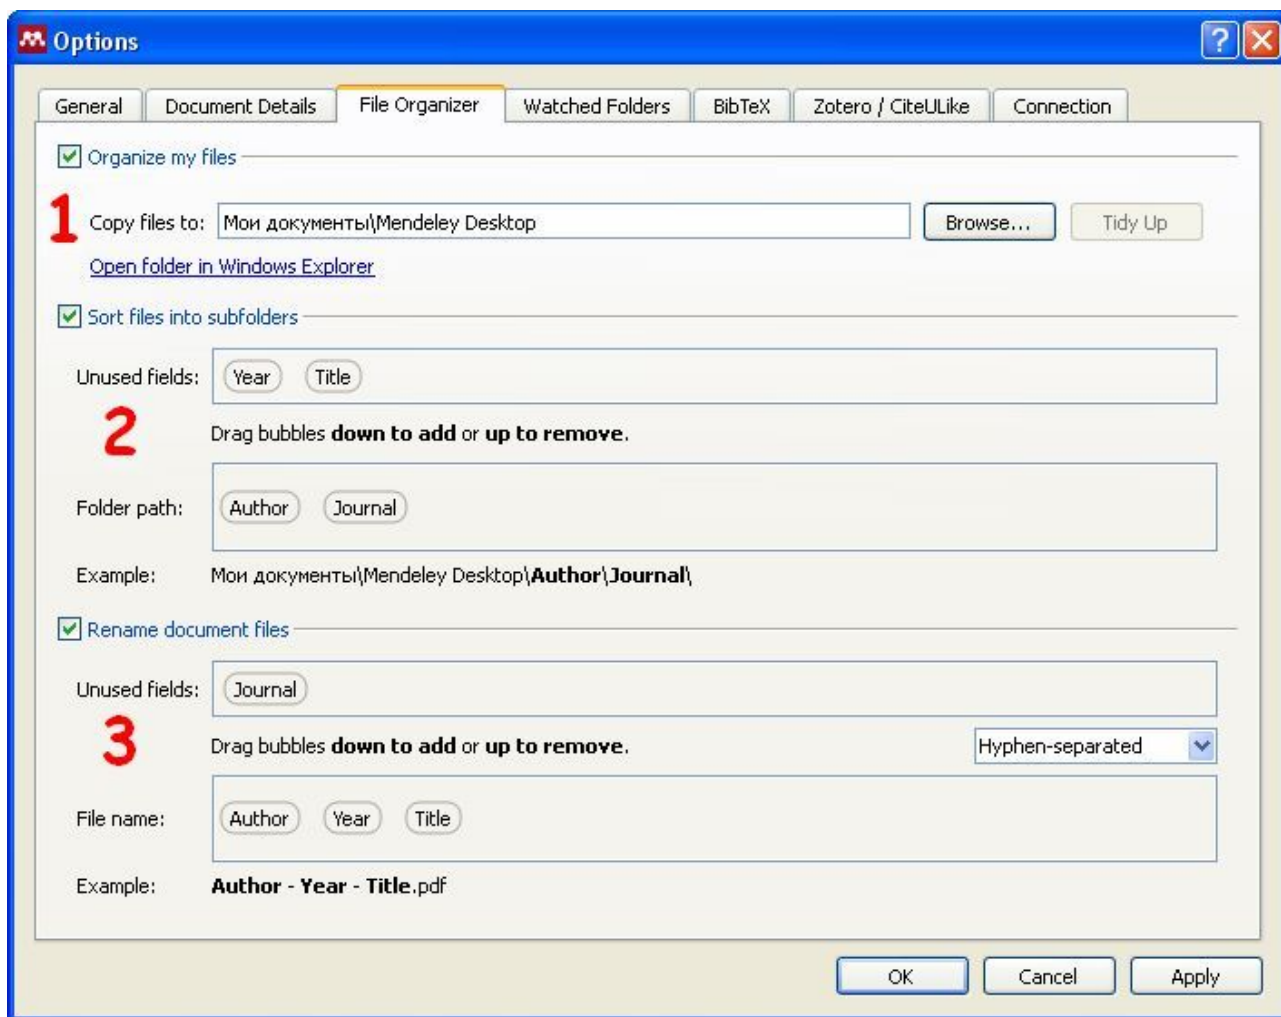 Options
General Document Details File Organizer Watched Folders BibTeX Zotero / CiteULike Connection
Organize my files
1 Copy files to: Мои документы\Mendeley Desktop Browse... Tidy Up
Open folder in Windows Explorer
Sort files into subfolders
Unused fields: Year Title
2 Drag bubbles down to add or up to remove.
Folder path: Author Journal
Example: Мои документы\Mendeley Desktop\Author\Journal\
Rename document files
Unused fields: Journal
3 Drag bubbles down to add or up to remove. Hyphen-separated
File name: Author Year Title
Example: Author - Year - Title.pdf
OK Cancel Apply